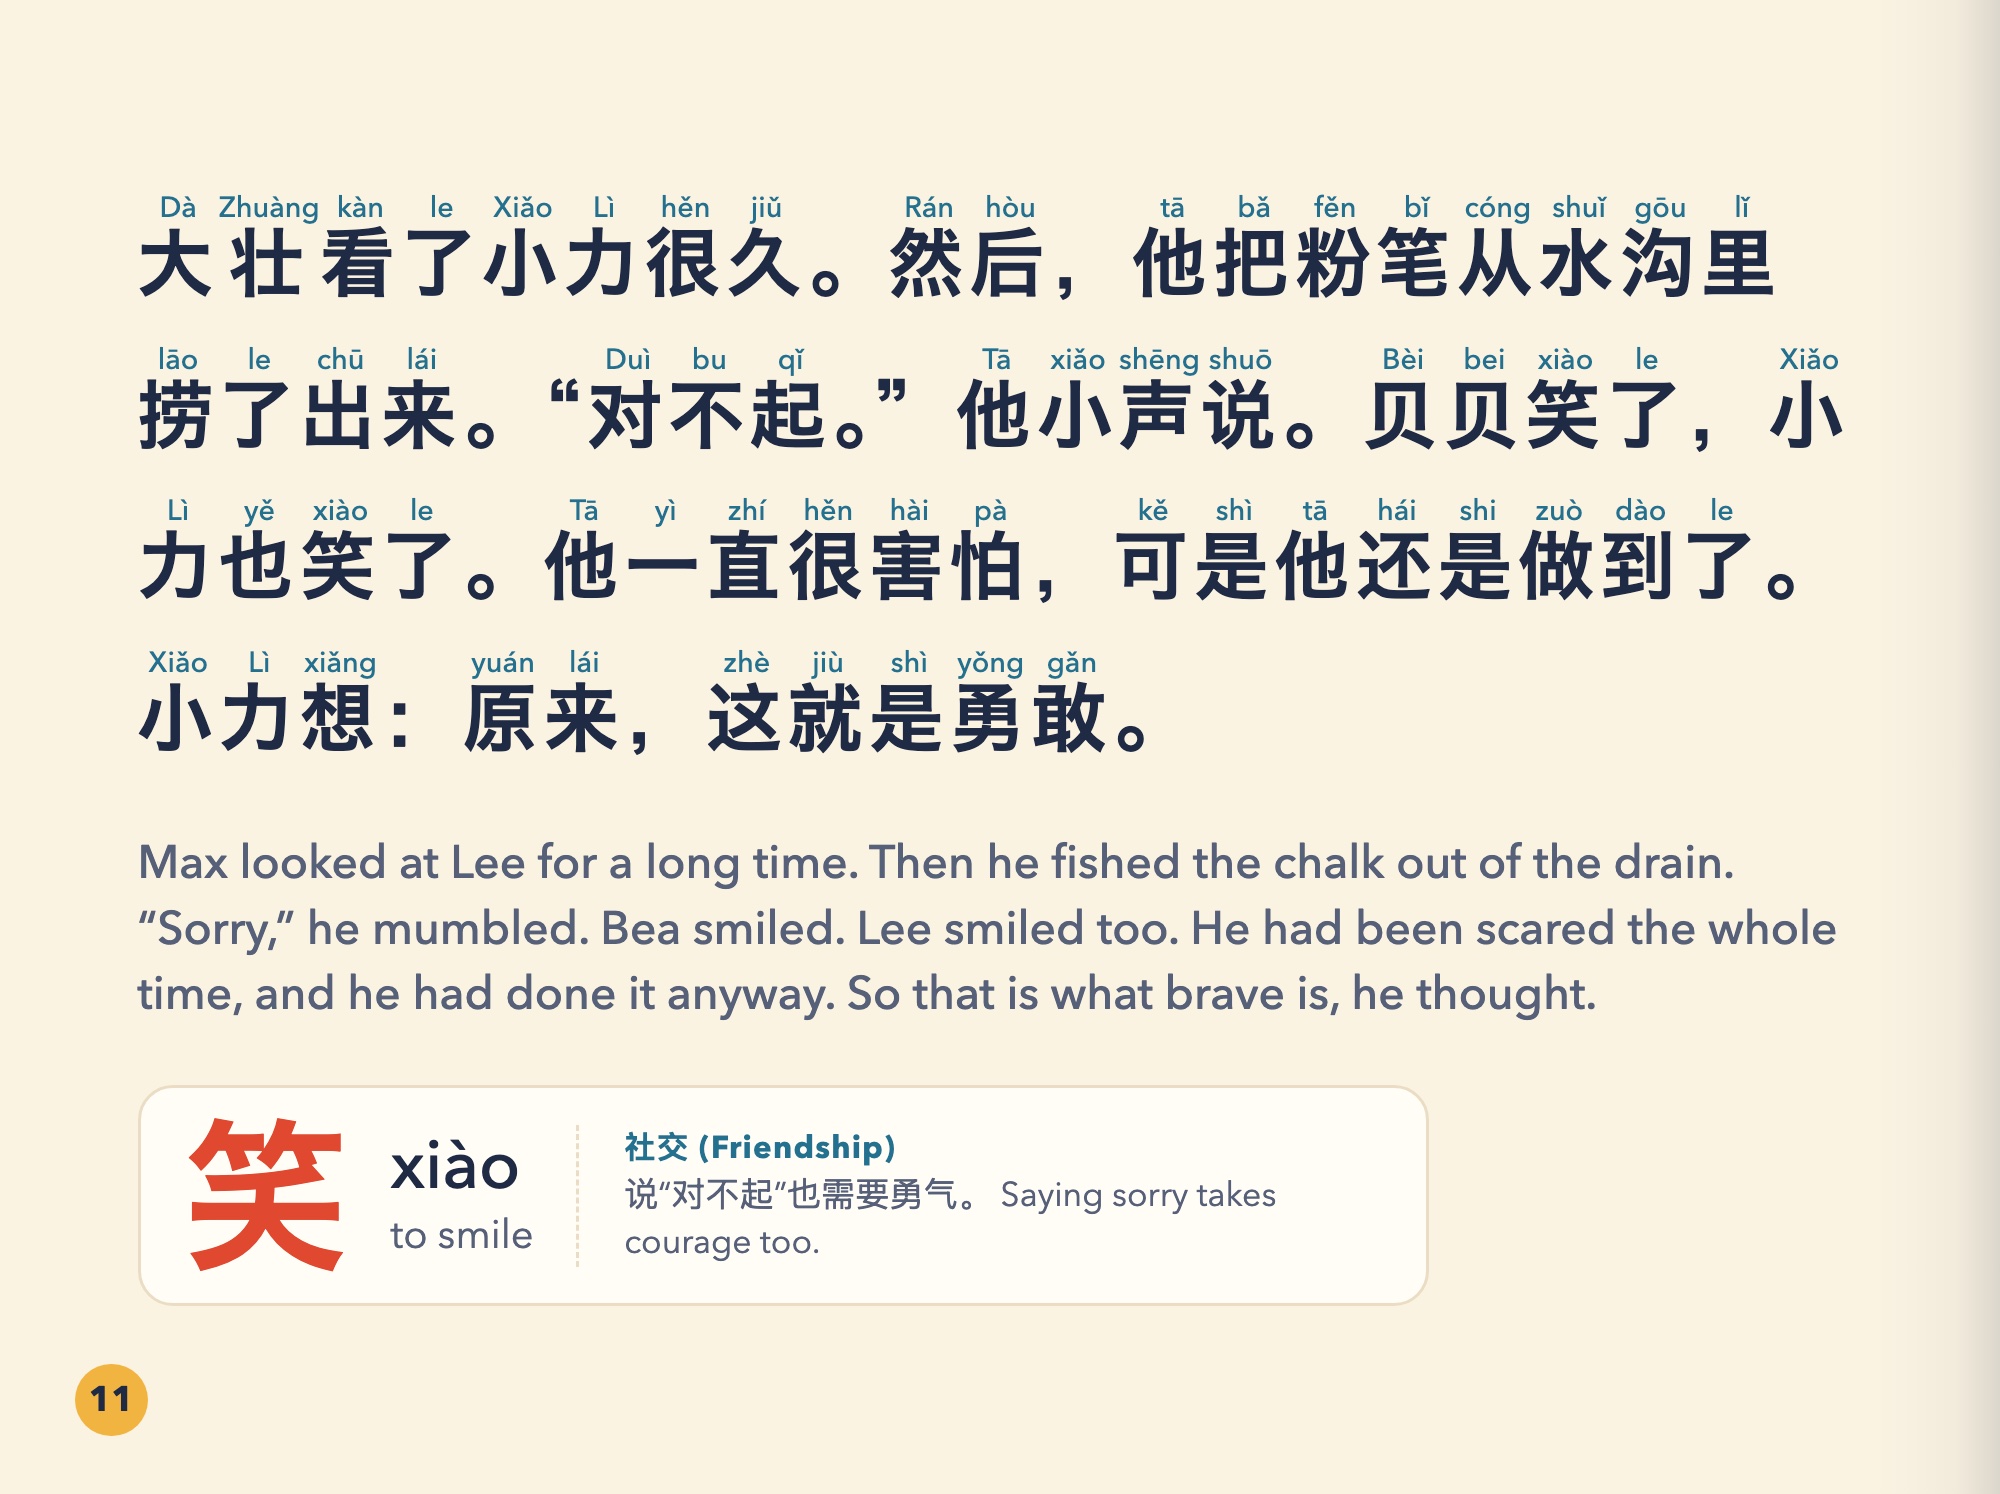 Dà Zhuàng kàn le Xiǎo Lì hěn jiǔ Rán hòu tā bǎ fěn bǐ cóng shuǐ gōu lǐ
大壮看了小力很久。然后，他把粉笔从水沟里
lāo le chū lái Duì bu qǐ Tā xiǎo shēng shuō Bèi bei xiào le Xiǎo
捞了出来。“对不起。”他小声说。贝贝笑了，小
Lì yě xiào le Tā yì zhí hěn hài pà kě shì tā hái shi zuò dào le
力也笑了。他一直很害怕，可是他还是做到了。
Xiǎo Lì xiǎng yuán lái zhè jiù shì yǒng gǎn
小力想：原来，这就是勇敢。
Max looked at Lee for a long time. Then he fished the chalk out of the drain.
“Sorry,” he mumbled. Bea smiled. Lee smiled too. He had been scared the whole
time, and he had done it anyway. So that is what brave is, he thought.
笑
xiào
to smile
社交 (Friendship)
说“对不起”也需要勇气。 Saying sorry takes
courage too.
11